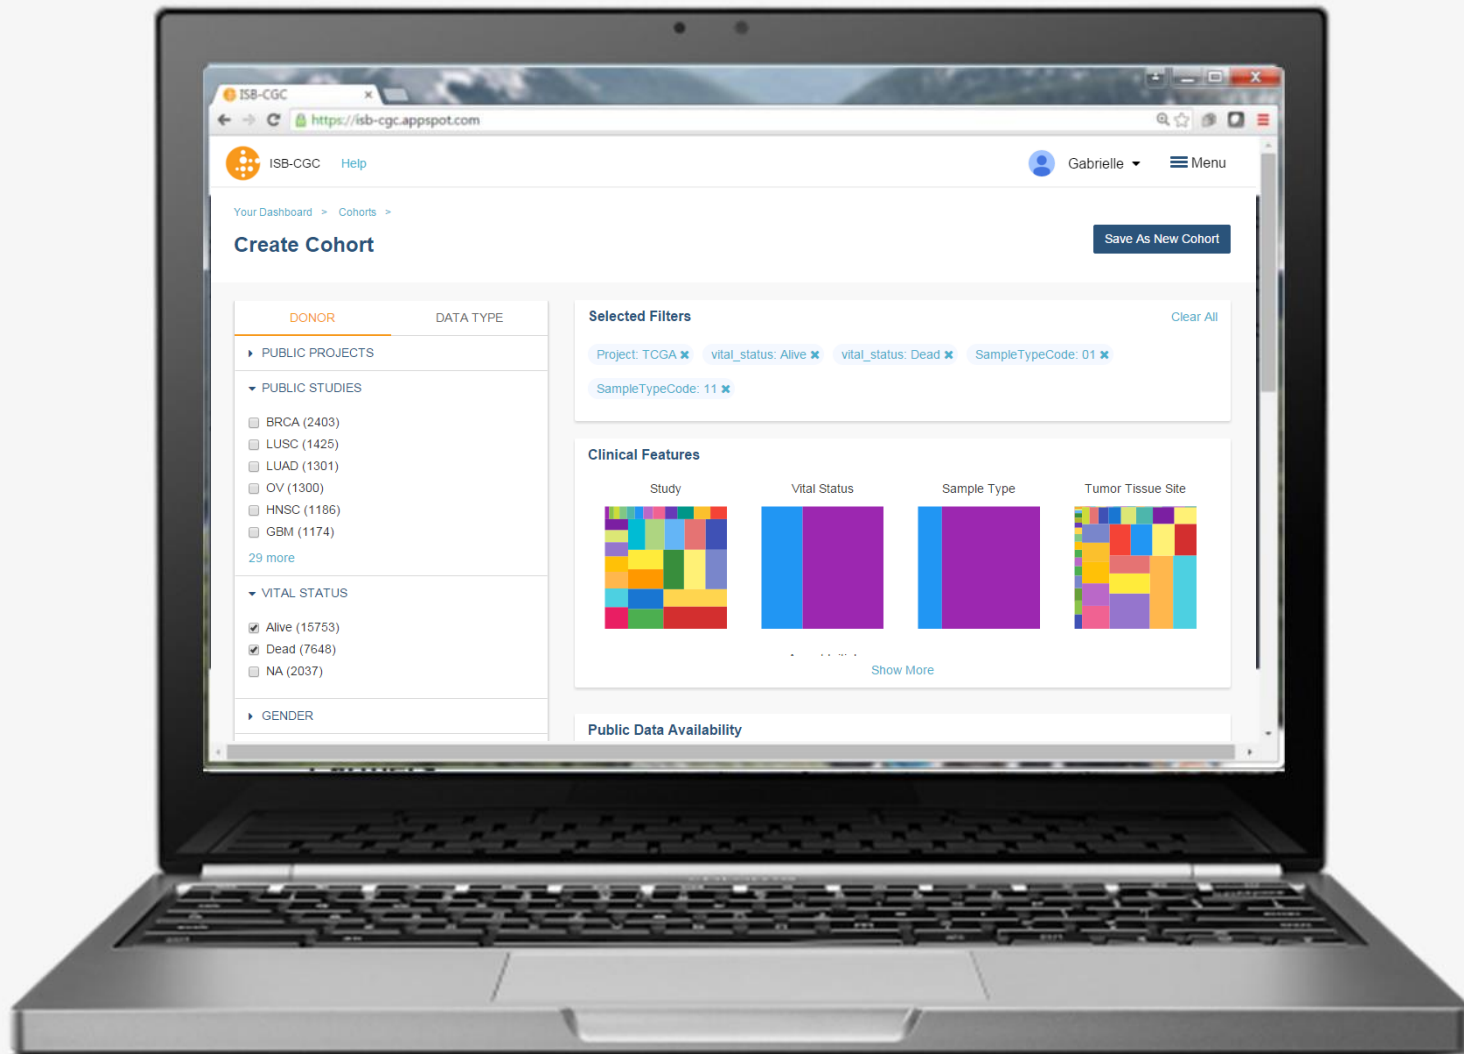 ISB-CGC
https://isb-cgc.appspot.com
ISB-CGC Help
Gabrielle
Menu
Your Dashboard > Cohorts >
Create Cohort
Save As New Cohort
DONOR
DATA TYPE
PUBLIC PROJECTS
PUBLIC STUDIES
BRCA (2403)
LUSC (1425)
LUAD (1301)
OV (1300)
HNSC (1186)
GBM (1174)
29 more
VITAL STATUS
Alive (15753)
Dead (7648)
NA (2037)
GENDER
Selected Filters
Clear All
Project: TCGA vital_status: Alive vital_status: Dead SampleTypeCode: 01
SampleTypeCode: 11
Clinical Features
Study
Vital Status
Sample Type
Tumor Tissue Site
Show More
Public Data Availability